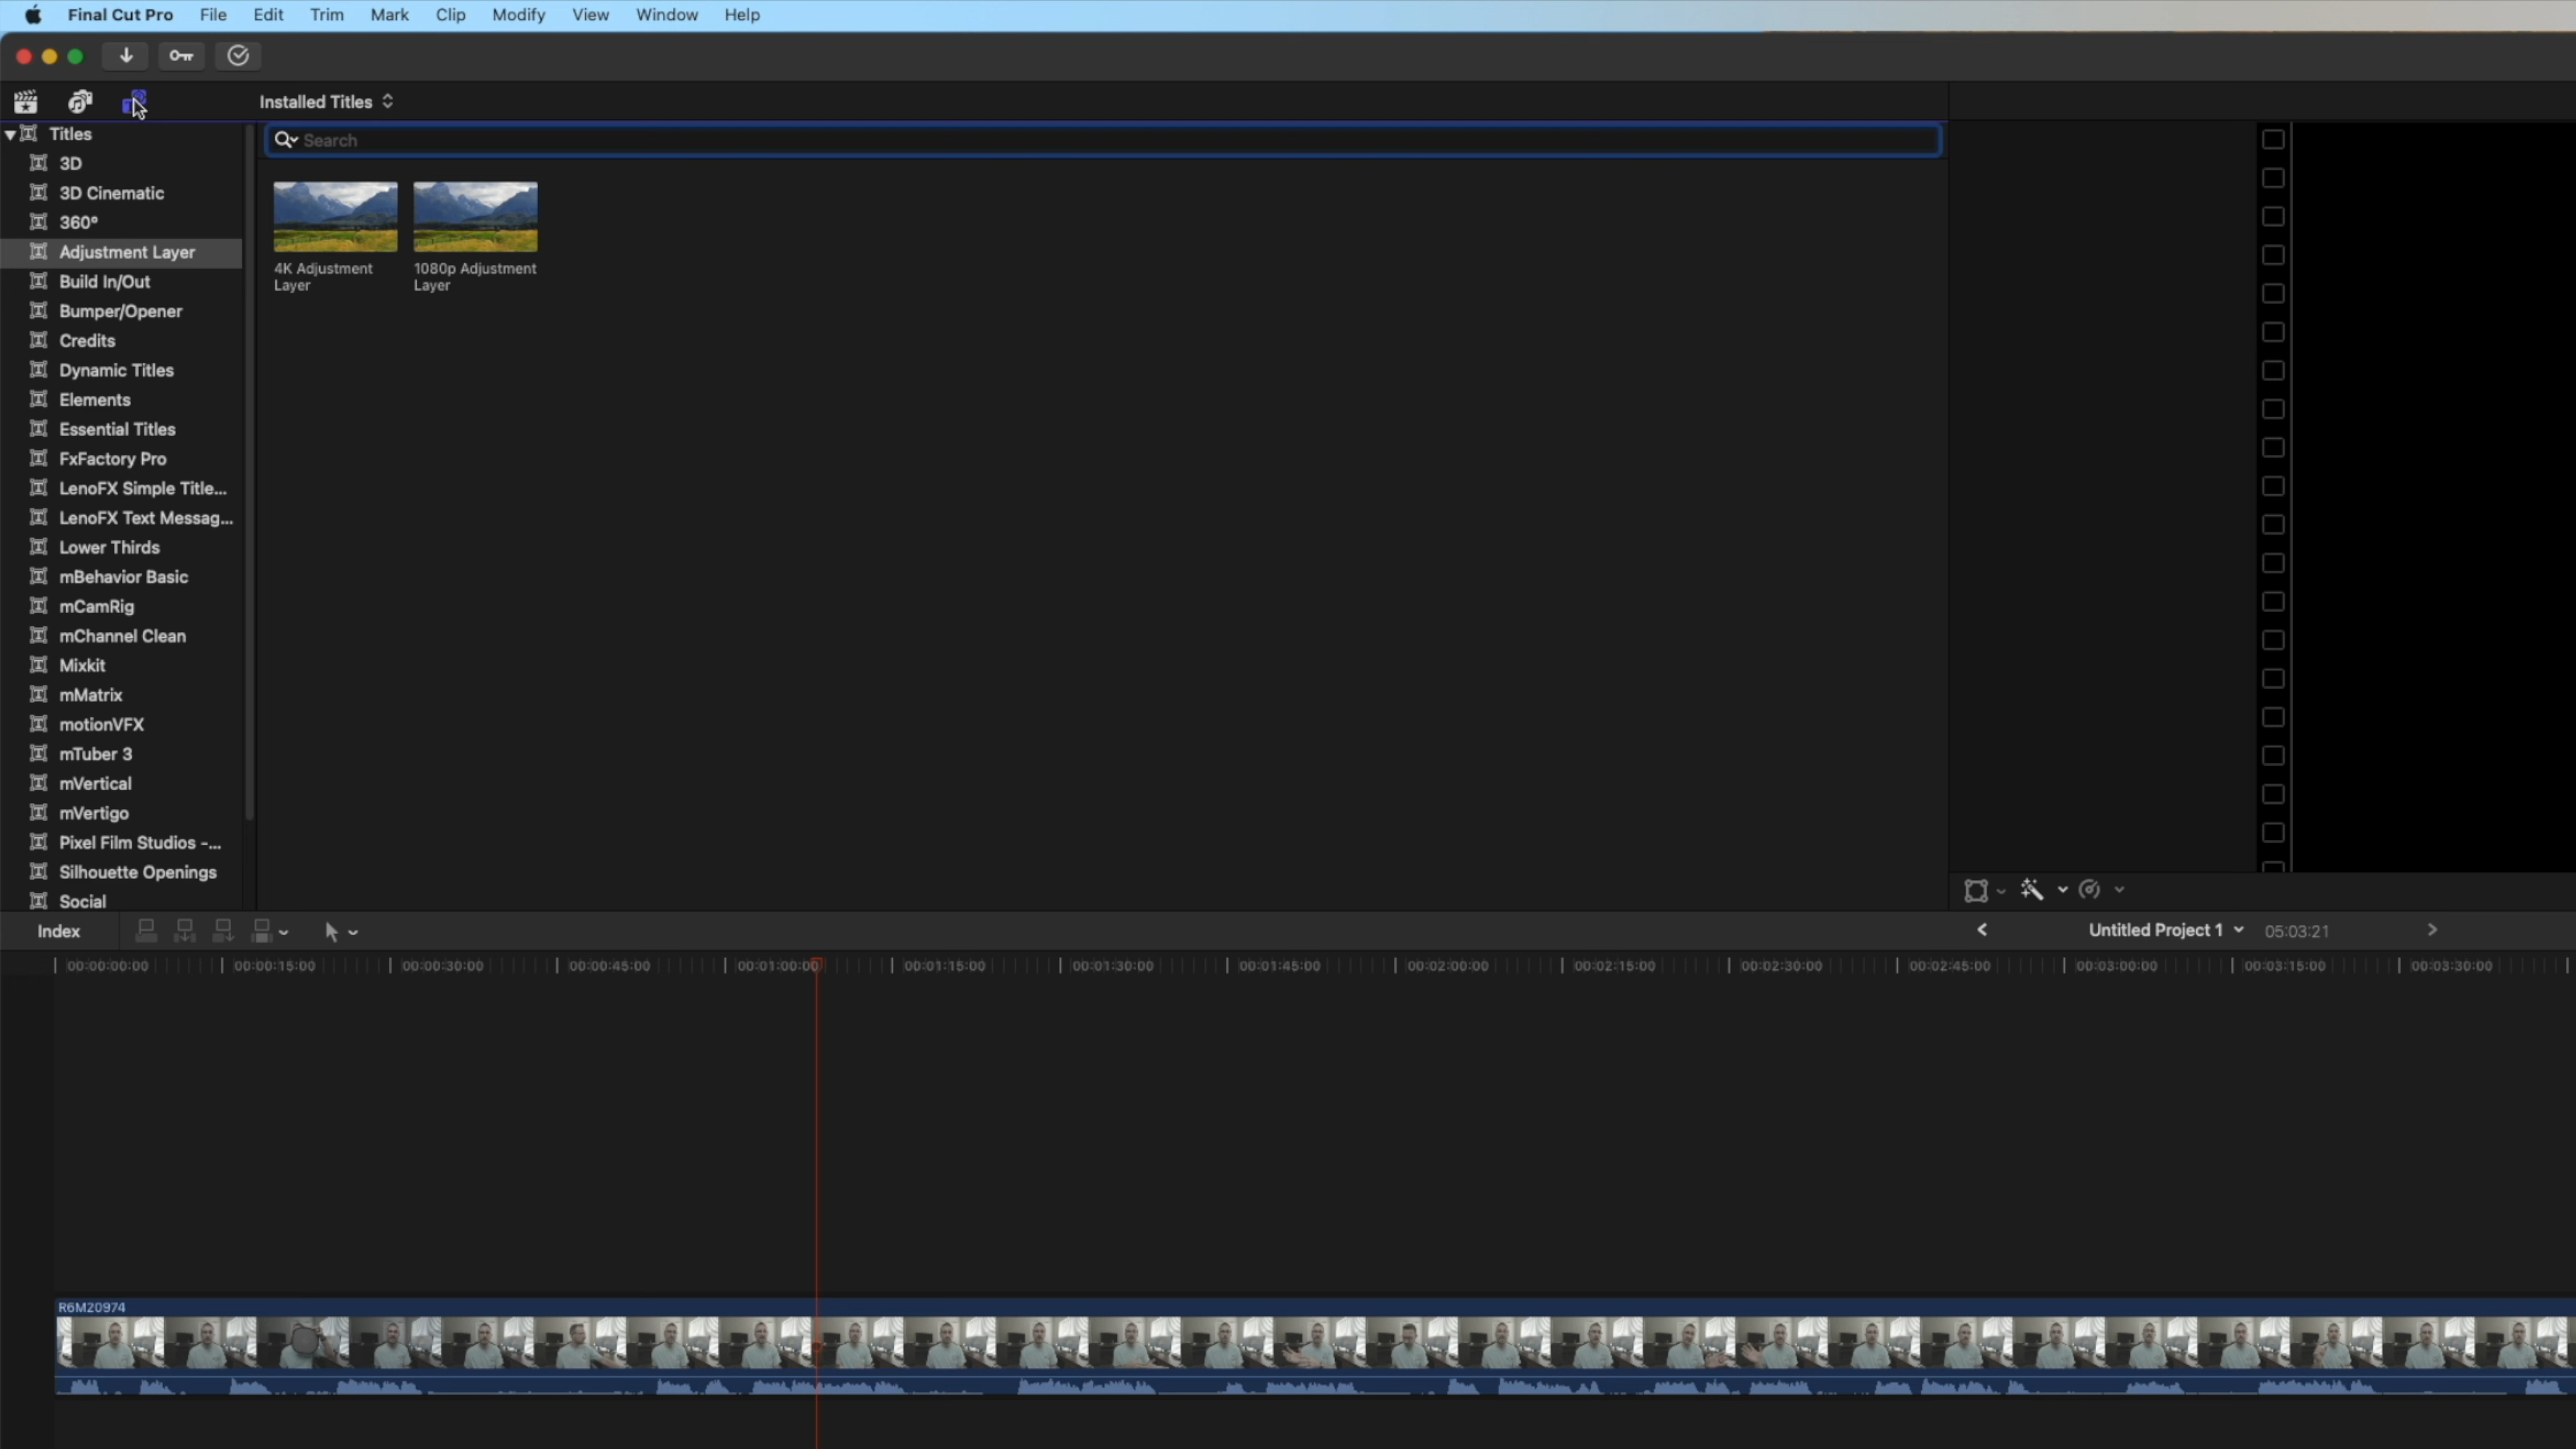 Final Cut Pro File Edit Trim Mark Clip Modify View Window Help
Installed Titles
Titles
Search
3D
3D Cinematic
360°
Adjustment Layer
4K Adjustment
Layer
1080p Adjustment
Layer
Build In/Out
Bumper/Opener
Credits
Dynamic Titles
Elements
Essential Titles
FxFactory Pro
LenoFX Simple Title...
LenoFX Text Messag...
Lower Thirds
mBehavior Basic
mCamRig
mChannel Clean
Mixkit
mMatrix
motionVFX
mTuber 3
mVertical
mVertigo
Pixel Film Studios -...
Silhouette Openings
Social
Index
Untitled Project 1 05:03:21
00:00:00:00 00:00:15:00 00:00:30:00 00:00:45:00 00:01:00:00 00:01:15:00 00:01:30:00 00:01:45:00 00:02:00:00 00:02:15:00 00:02:30:00 00:02:45:00 00:03:00:00 00:03:15:00 00:03:30:00
R6M20974